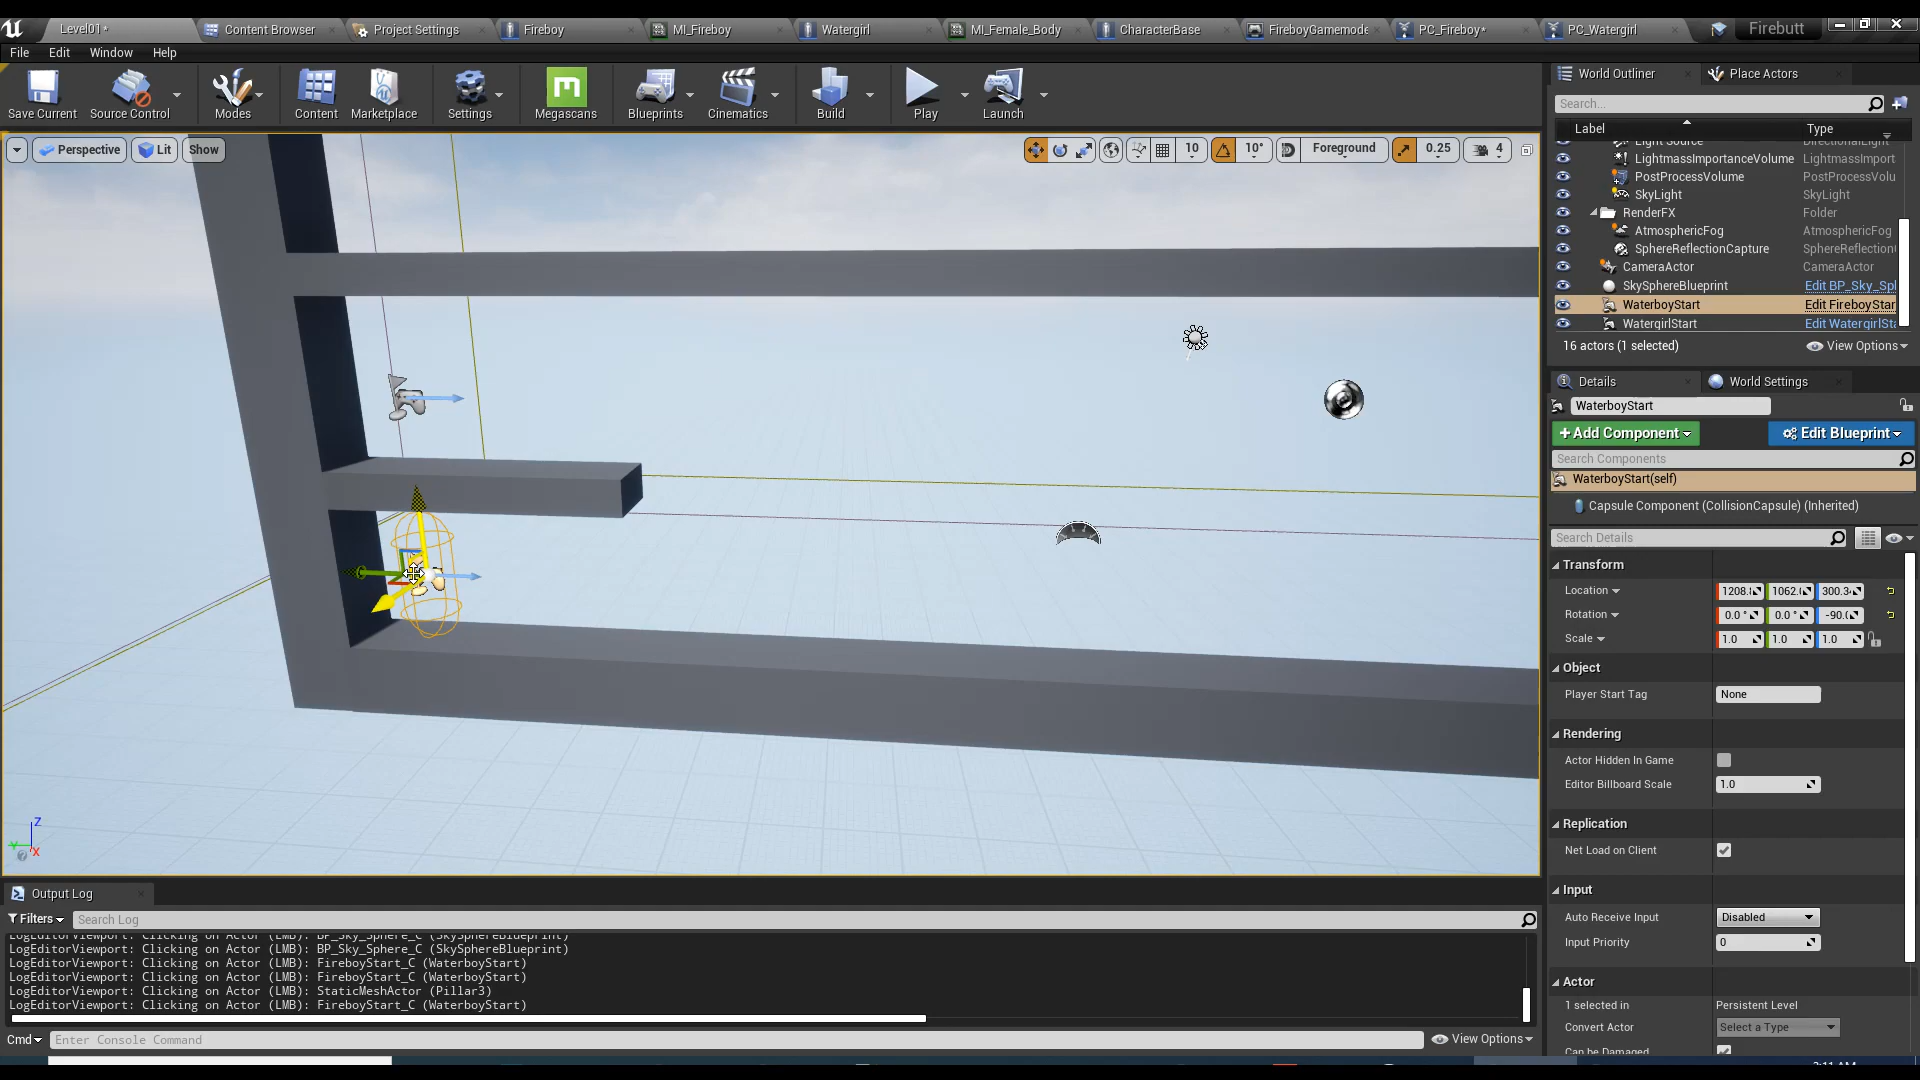 Level01*
Content Browser
Project Settings
Fireboy
MI_Fireboy
Watergirl
MI_Female_Body
CharacterBase
FireboyGamemode
PC_Fireboy*
PC_Watergirl
Firebutt
File
Edit
Window
Help
Save Current
Source Control
Modes
Content
Marketplace
Settings
Megascans
Blueprints
Cinematics
Build
Play
Launch
Perspective
Lit
Show
10
10°
Foreground
0.25
4
World Outliner
Place Actors
Search...
Label
Type
Light Source
DirectionalLight
LightmassImportanceVolume
LightmassImport
PostProcessVolume
PostProcessVolu
SkyLight
SkyLight
RenderFX
Folder
AtmosphericFog
AtmosphericFog
SphereReflectionCapture
SphereReflection
CameraActor
CameraActor
SkySphereBlueprint
Edit BP_Sky_Sp
WaterboyStart
Edit FireboyStar
WatergirlStart
Edit WatergirlSta
16 actors (1 selected)
View Options
Details
World Settings
WaterboyStart
+Add Component
Edit Blueprint
Search Components
WaterboyStart(self)
Capsule Component (CollisionCapsule) (Inherited)
Search Details
Transform
Location
1208.
1062.
300.3
Rotation
0.0 °
0.0 °
-90.
Scale
1.0
1.0
1.0
Object
Player Start Tag
None
Rendering
Actor Hidden In Game
Editor Billboard Scale
1.0
Replication
Net Load on Client
Input
Auto Receive Input
Disabled
Input Priority
0
Actor
1 selected in
Persistent Level
Convert Actor
Select a Type
Can be Damaged
Z
Y
X
Output Log
Filters
Search Log
LogEditorViewport: Clicking on Actor (LMB): BP_Sky_Sphere_C (SkySphereBlueprint)
LogEditorViewport: Clicking on Actor (LMB): BP_Sky_Sphere_C (SkySphereBlueprint)
LogEditorViewport: Clicking on Actor (LMB): FireboyStart_C (WaterboyStart)
LogEditorViewport: Clicking on Actor (LMB): FireboyStart_C (WaterboyStart)
LogEditorViewport: Clicking on Actor (LMB): StaticMeshActor (Pillar3)
LogEditorViewport: Clicking on Actor (LMB): FireboyStart_C (WaterboyStart)
Cmd
Enter Console Command
View Options